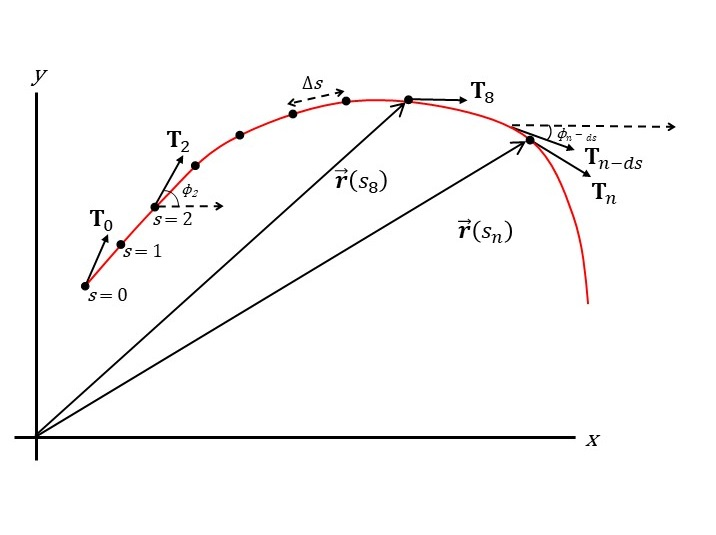 y
Δs
T₈
T₂
ϕₙ₋ds
Tₙ₋ds
ϕ₂
r⃗(s₈)
Tₙ
T₀
s = 2
r⃗(sₙ)
s = 1
s = 0
x